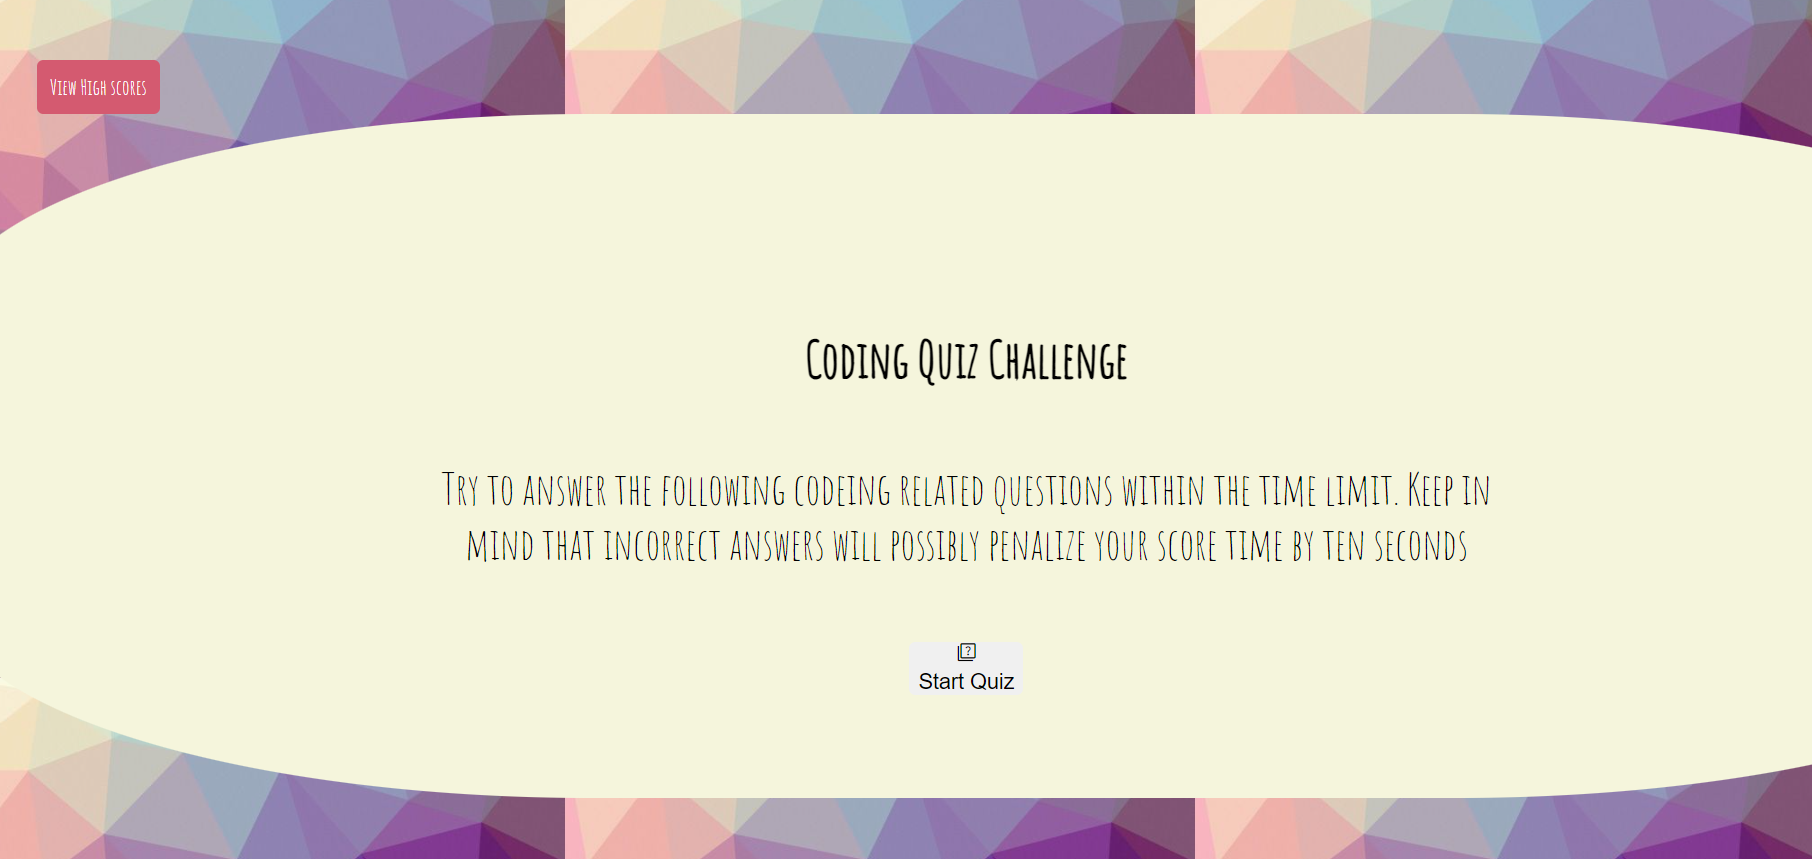 View High scores
Coding Quiz Challenge
Try to answer the following codeing related questions within the time limit. Keep in
mind that incorrect answers will possibly penalize your score time by ten seconds
?
Start Quiz